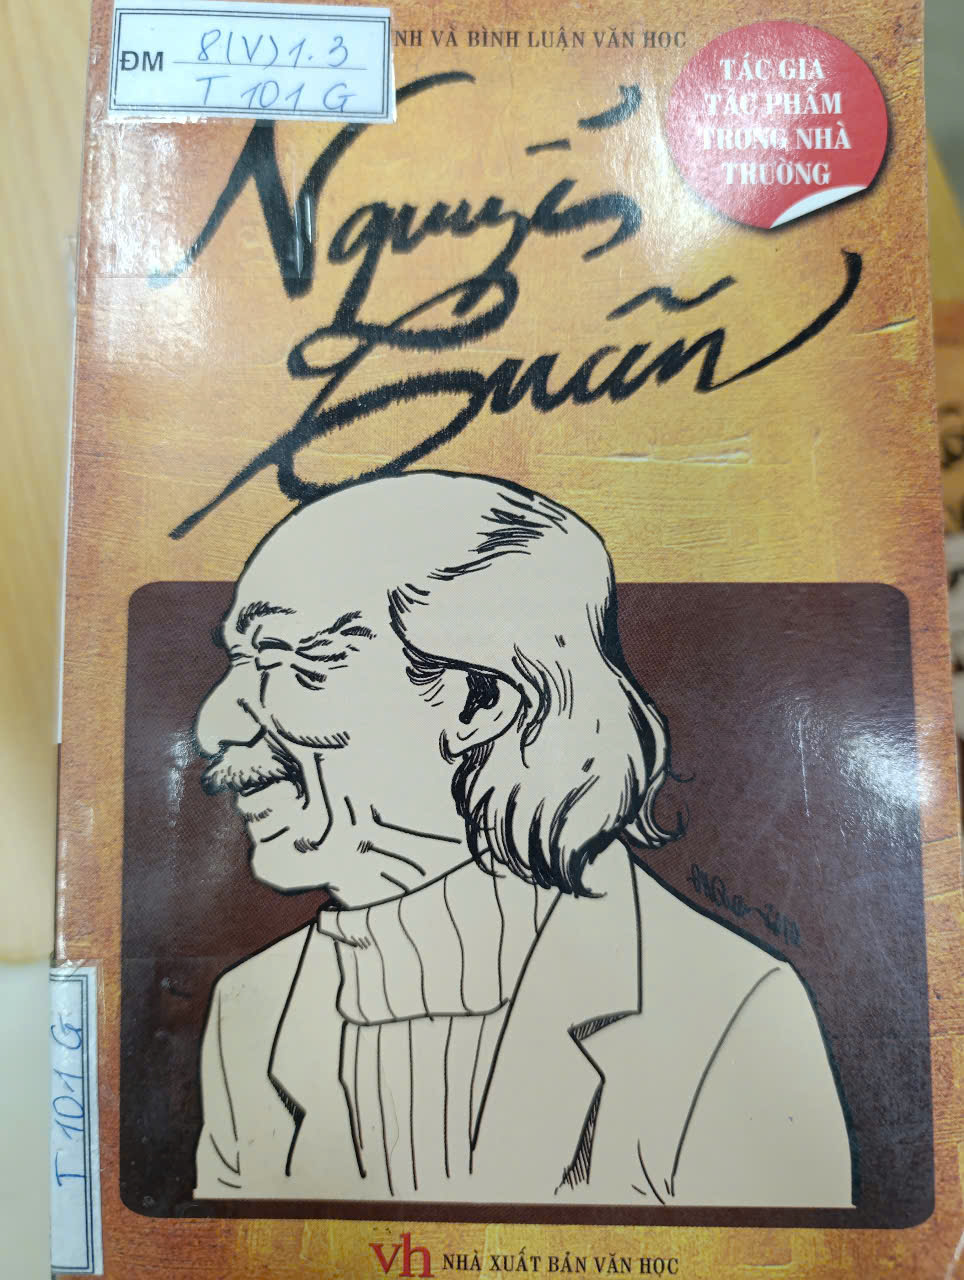 ĐM 8(V)1.3
T 101 G
NH VÀ BÌNH LUẬN VĂN HỌC
TÁC GIA
TÁC PHẨM
TRONG NHÀ
TRƯỜNG
Nguyễn
Tuân
T 101 G
vh NHÀ XUẤT BẢN VĂN HỌC